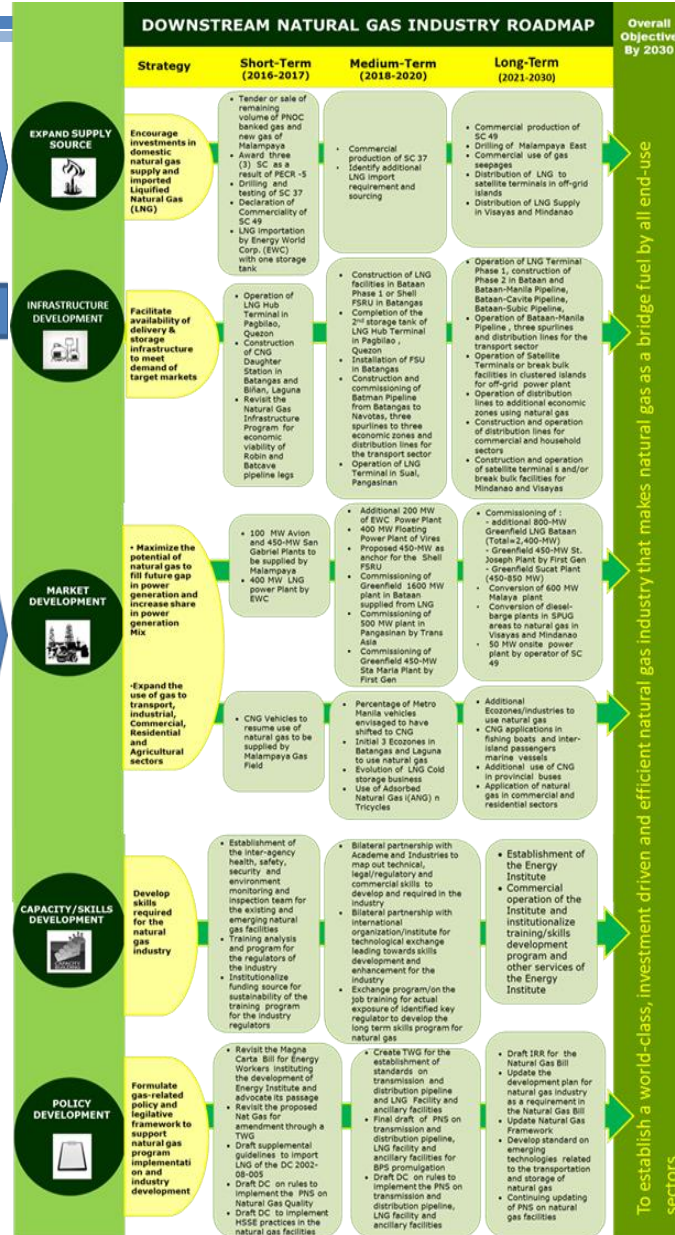 DOWNSTREAM NATURAL GAS INDUSTRY ROADMAP
Overall
Objective
By 2030
Strategy
Short-Term
(2016-2017)
Medium-Term
(2018-2020)
Long-Term
(2021-2030)
EXPAND SUPPLY
SOURCE
Encourage
investments in
domestic
natural gas
supply and
imported
Liquified
Natural Gas
(LNG)
• Tender or sale of
remaining
volume of PNOC
banked gas and
new gas of
Malampaya
• Award three
(3) SC as a
result of PECR -5
• Drilling and
testing of SC 37
• Declaration of
Commerciality of
SC 49
• LNG importation
by Energy World
Corp. (EWC)
with one storage
tank
• Commercial
production of SC 37
• Identify additional
LNG import
requirement and
sourcing
• Commercial production of
SC 49
• Drilling of Malampaya East
• Commercial use of gas
seepages
• Distribution of LNG to
satellite terminals in off-grid
islands
• Distribution of LNG Supply
in Visayas and Mindanao
INFRASTRUCTURE
DEVELOPMENT
Facilitate
availability of
delivery &
storage
infrastructure
to meet
demand of
target markets
• Operation of
LNG Hub
Terminal in
Pagbilao,
Quezon
• Construction
of CNG
Daughter
Station in
Batangas and
Biñan, Laguna
• Revisit the
Natural Gas
Infrastructure
Program for
economic
viability of
Robin and
Batcave
pipeline legs
• Construction of LNG
facilities in Bataan
Phase 1 or Shell
FSRU in Batangas
• Completion of the
2nd storage tank of
LNG Hub Terminal
in Pagbilao ,
Quezon
• Installation of FSU
in Batangas
• Construction and
commissioning of
Batman Pipeline
from Batangas to
Navotas, three
spurlines to three
economic zones and
distribution lines for
the transport sector
• Operation of LNG
Terminal in Sual,
Pangasinan
• Operation of LNG Terminal
Phase 1, construction of
Phase 2 in Bataan and
Bataan-Manila Pipeline,
Bataan-Cavite Pipeline,
Bataan-Subic Pipeline,
• Operation of Bataan-Manila
Pipeline , three spurlines
and distribution lines for the
transport sector
• Operation of Satellite
Terminals or break bulk
facilities in clustered islands
for off-grid power plant
• Operation of distribution
lines to additional economic
zones using natural gas
• Construction and operation
of distribution lines for
commercial and household
sectors
• Construction and operation
of satellite terminal s and/or
break bulk facilities for
Mindanao and Visayas
MARKET
DEVELOPMENT
• Maximize the
potential of
natural gas to
fill future gap
in power
generation and
increase share
in power
generation
Mix
• 100 MW Avion
and 450-MW San
Gabriel Plants to
be supplied by
Malampaya
• 400 MW LNG
power Plant by
EWC
• Additional 200 MW
of EWC Power Plant
• 400 MW Floating
Power Plant of Vires
• Proposed 450-MW as
anchor for the Shell
FSRU
• Commissioning of
Greenfield 1600 MW
plant in Bataan
supplied from LNG
• Commissioning of
500 MW plant in
Pangasinan by Trans
Asia
• Commissioning of
Greenfield 450-MW
Sta Maria Plant by
First Gen
• Commissioning of :
- additional 800-MW
Greenfield LNG Bataan
(Total=2,400-MW)
- Greenfield 450-MW St.
Joseph Plant by First Gen
- Greenfield Sucat Plant
(450-850 MW)
• Conversion of 600 MW
Malaya plant
• Conversion of diesel-
barge plants in SPUG
areas to natural gas in
Visayas and Mindanao
• 50 MW onsite power
plant by operator of SC
49
•Expand the
use of gas to
transport,
industrial,
Commercial,
Residential
and
Agricultural
sectors
• CNG Vehicles to
resume use of
natural gas to be
supplied by
Malampaya Gas
Field
• Percentage of Metro
Manila vehicles
envisaged to have
shifted to CNG
• Initial 3 Ecozones in
Batangas and Laguna
to use natural gas
• Evolution of LNG Cold
storage business
• Use of Adsorbed
Natural Gas i(ANG) n
Tricycles
• Additional
Ecozones/industries to
use natural gas
• CNG applications in
fishing boats and inter-
island passengers
marine vessels
• Additional use of CNG
in provincial buses
• Application of natural
gas in commercial and
residential sectors
CAPACITY/SKILLS
DEVELOPMENT
CAPACITY
BUILDING
Develop
skills
required
for the
natural
gas
industry
• Establishment of
the inter-agency
health, safety,
security and
environment
monitoring and
inspection team for
the existing and
emerging natural
gas facilities
• Training analysis
and program for
the regulators of
the industry
• Institutionalize
funding source for
sustainability of the
training program
for the industry
regulators
• Bilateral partnership with
Academe and Industries to
map out technical,
legal/regulatory and
commercial skills to
develop and required in the
industry
• Bilateral partnership with
international
organization/institute for
technological exchange
leading towards skills
development and
enhancement for the
industry
• Exchange program/on the
job training for actual
exposure of identified key
regulator to develop the
long term skills program for
natural gas
• Establishment of
the Energy
Institute
• Commercial
operation of the
Institute and
institutionalize
training/skills
development
program and
other services of
the Energy
Institute
POLICY
DEVELOPMENT
Formulate
gas-related
policy and
legilative
framework to
support
natural gas
program
implementati
on and
industry
development
• Revisit the Magna
Carta Bill for Energy
Workers instituting
the development of
Energy Institute and
advocate its passage
• Revisit the proposed
Nat Gas for
amendment through a
TWG
• Draft supplemental
guidelines to import
LNG of the DC 2002-
08-005
• Draft DC on rules to
implement the PNS on
Natural Gas Quality
• Draft DC to implement
HSSE practices in the
natural gas facilities
• Create TWG for the
establishment of
standards on
transmission and
distribution pipeline
and LNG Facility and
ancillary facilities
• Final draft of PNS on
transmission and
distribution pipeline,
LNG facility and
ancillary facilities for
BPS promulgation
• Draft DC on rules to
implement the PNS on
transmission and
distribution pipeline,
LNG facility and
ancillary facilities
• Draft IRR for the
Natural Gas Bill
• Update the
development plan for
natural gas industry
as a requirement in
the Natural Gas Bill
• Update Natural Gas
Framework
• Develop standard on
emerging
technologies related
to the transportation
and storage of
natural gas
• Continuing updating
of PNS on natural
gas facilities
To establish a world-class, investment driven and efficient natural gas industry that makes natural gas as a bridge fuel by all end-use
sectors